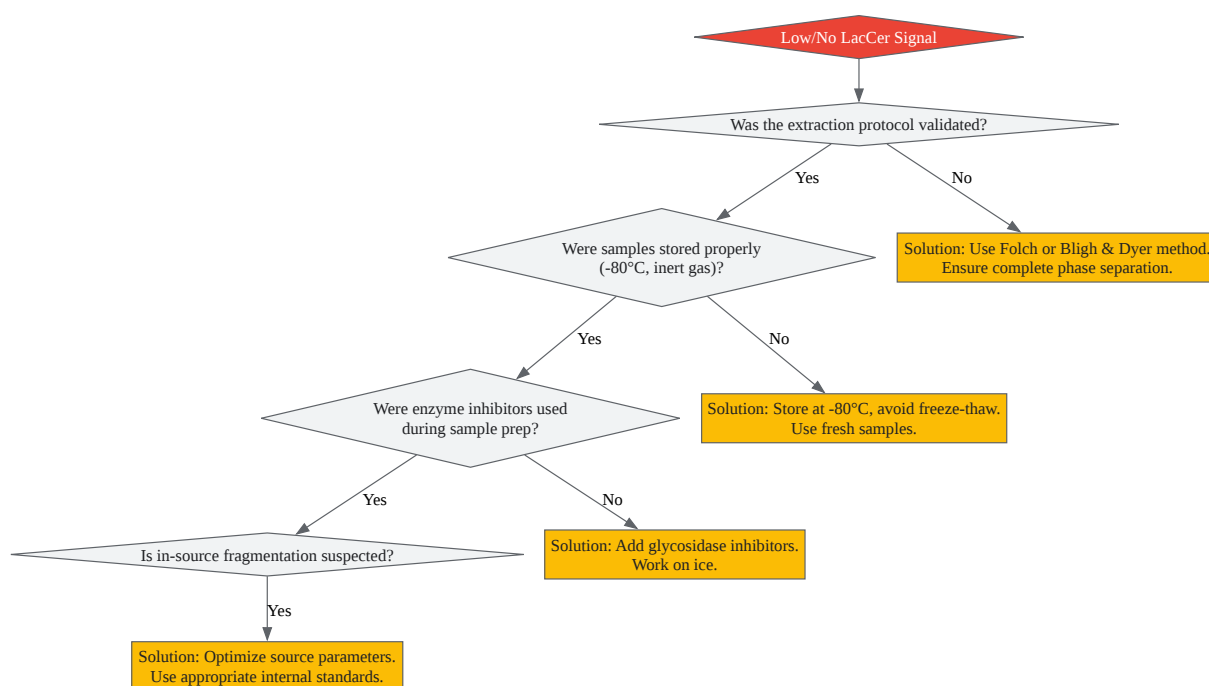 Low/No LacCer Signal
Was the extraction protocol validated?
Yes
No
Were samples stored properly
(-80°C, inert gas)?
Solution: Use Folch or Bligh & Dyer method.
Ensure complete phase separation.
Yes
No
Were enzyme inhibitors used
during sample prep?
Solution: Store at -80°C, avoid freeze-thaw.
Use fresh samples.
Yes
No
Is in-source fragmentation suspected?
Solution: Add glycosidase inhibitors.
Work on ice.
Yes
Solution: Optimize source parameters.
Use appropriate internal standards.